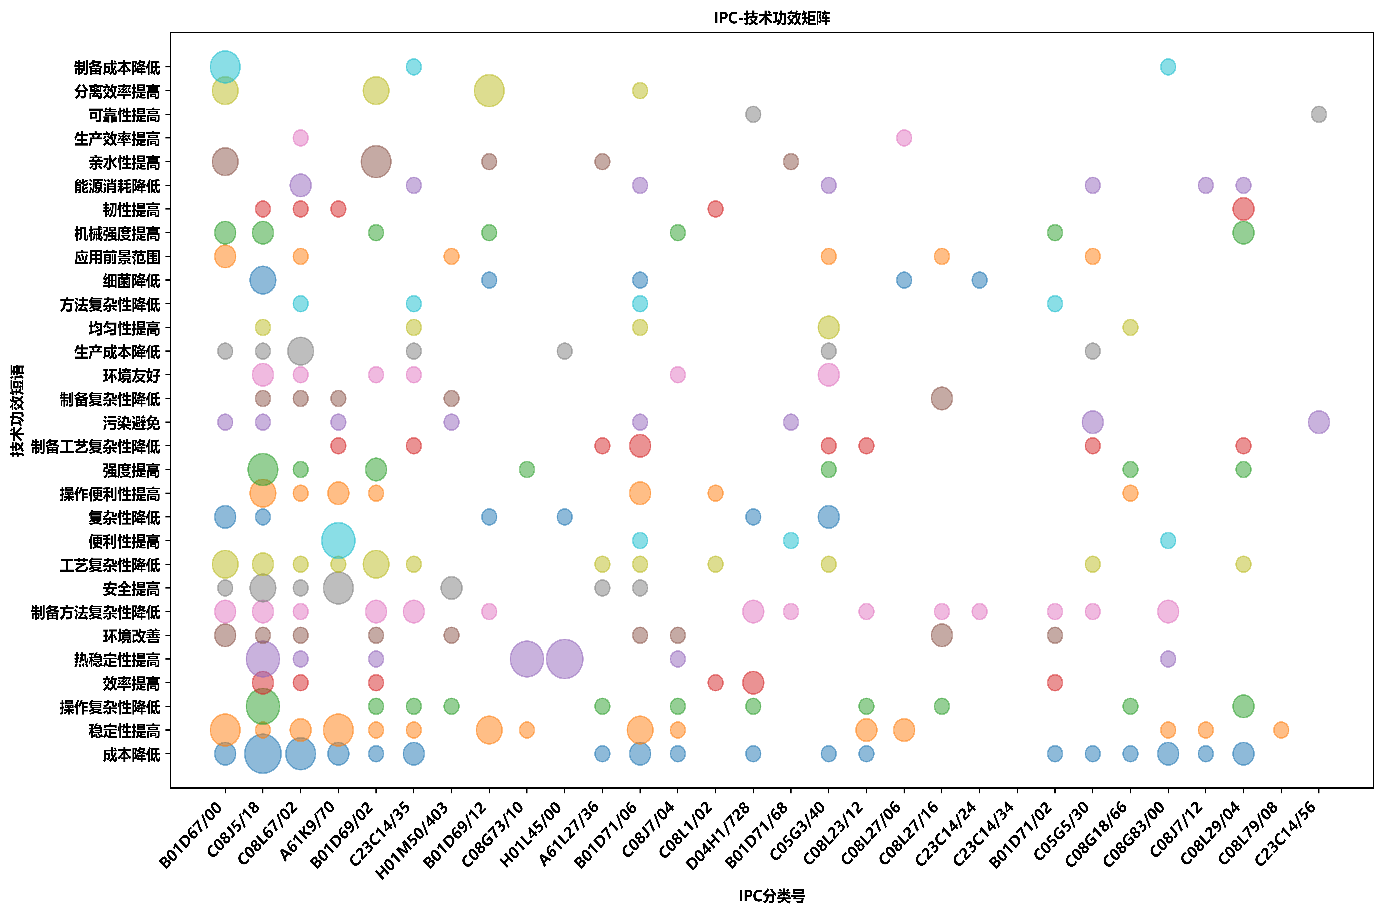 IPC-技术功效矩阵
制备成本降低
分离效率提高
可靠性提高
生产效率提高
亲水性提高
能源消耗降低
韧性提高
机械强度提高
应用前景范围
细菌降低
方法复杂性降低
均匀性提高
生产成本降低
环境友好
制备复杂性降低
污染避免
制备工艺复杂性降低
强度提高
操作便利性提高
复杂性降低
便利性提高
工艺复杂性降低
安全提高
制备方法复杂性降低
环境改善
热稳定性提高
效率提高
操作复杂性降低
稳定性提高
成本降低
技术功效短语
B01D67/00
C08J5/18
C08L67/02
A61K9/70
B01D69/02
C23C14/35
H01M50/403
B01D69/12
C08G73/10
H01L45/00
A61L27/36
B01D71/06
C08J7/04
C08L1/02
D04H1/728
B01D71/68
C05G3/40
C08L23/12
C08L27/06
C08L27/16
C23C14/24
C23C14/34
B01D71/02
C05G5/30
C08G18/66
C08G83/00
C08J7/12
C08L29/04
C08L79/08
C23C14/56
IPC分类号